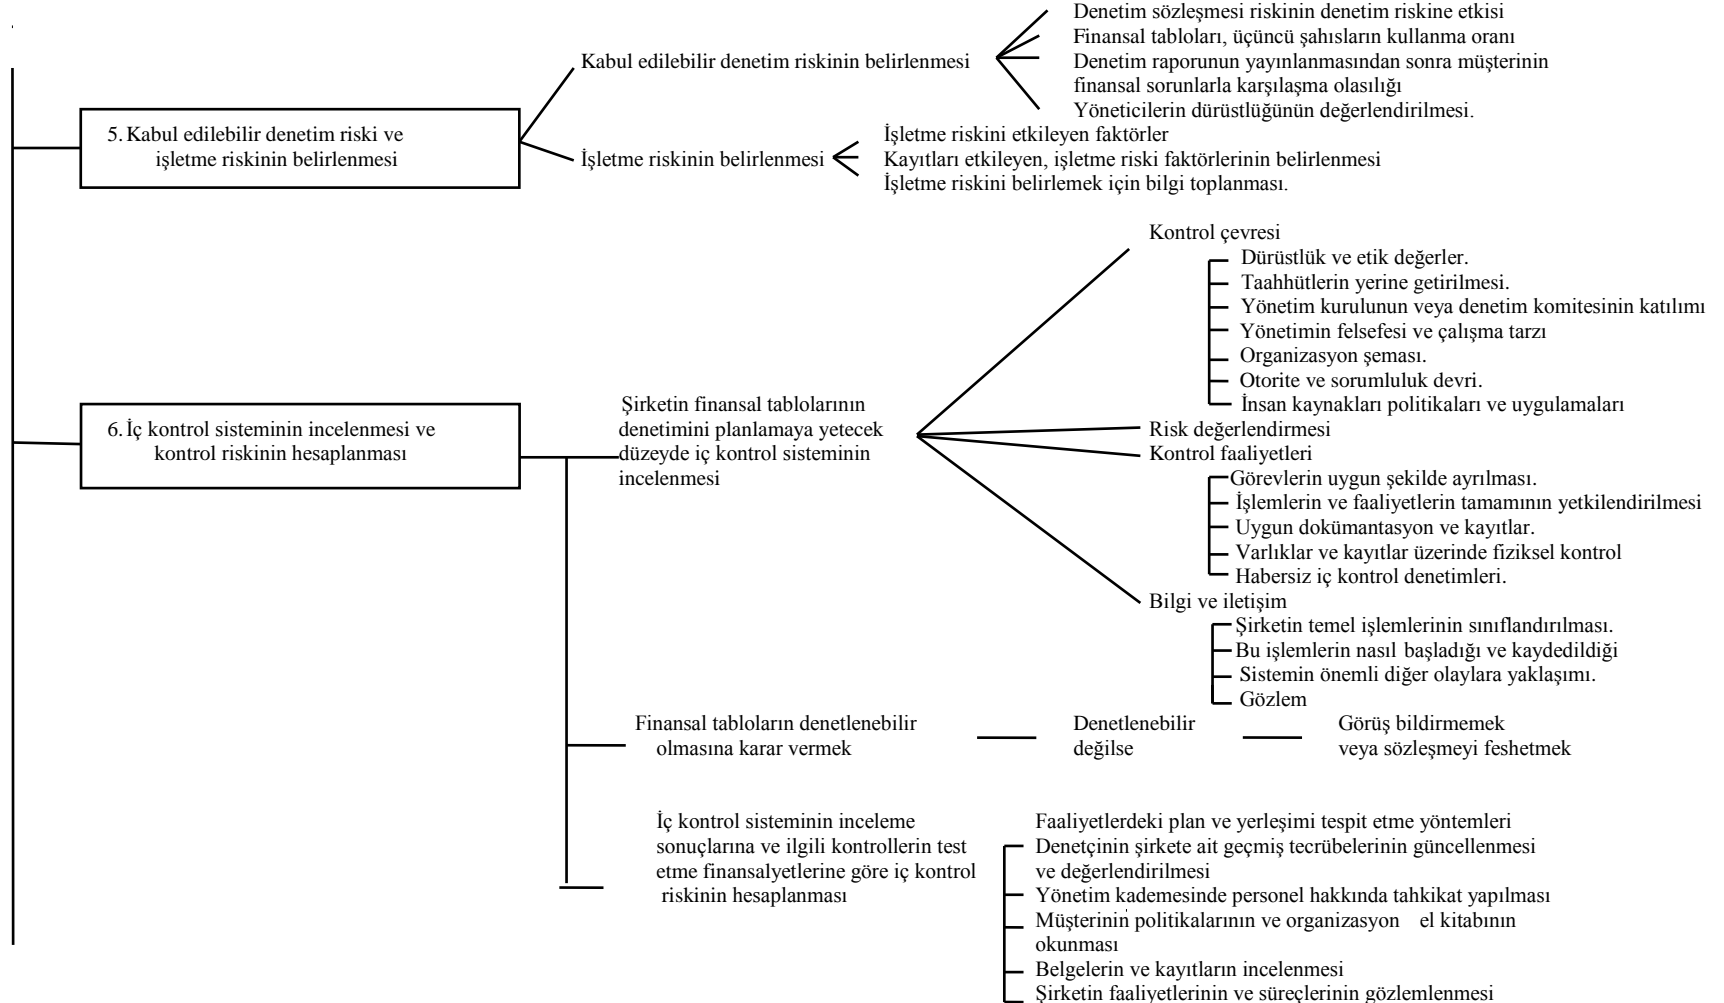 Denetim sözleşmesi riskinin denetim riskine etkisi
Finansal tabloları, üçüncü şahısların kullanma oranı
Kabul edilebilir denetim riskinin belirlenmesi
Denetim raporunun yayınlanmasından sonra müşterinin
finansal sorunlarla karşılaşma olasılığı
Yöneticilerin dürüstlüğünün değerlendirilmesi.
5. Kabul edilebilir denetim riski ve
işletme riskinin belirlenmesi
İşletme riskinin belirlenmesi
İşletme riskini etkileyen faktörler
Kayıtları etkileyen, işletme riski faktörlerinin belirlenmesi
İşletme riskini belirlemek için bilgi toplanması.
6. İç kontrol sisteminin incelenmesi ve
kontrol riskinin hesaplanması
Şirketin finansal tablolarının
denetimini planlamaya yetecek
düzeyde iç kontrol sisteminin
incelenmesi
Kontrol çevresi
Dürüstlük ve etik değerler.
Taahhütlerin yerine getirilmesi.
Yönetim kurulunun veya denetim komitesinin katılımı
Yönetimin felsefesi ve çalışma tarzı
Organizasyon şeması.
Otorite ve sorumluluk devri.
İnsan kaynakları politikaları ve uygulamaları
Risk değerlendirmesi
Kontrol faaliyetleri
Görevlerin uygun şekilde ayrılması.
İşlemlerin ve faaliyetlerin tamamının yetkilendirilmesi
Uygun dokümantasyon ve kayıtlar.
Varlıklar ve kayıtlar üzerinde fiziksel kontrol
Habersiz iç kontrol denetimleri.
Bilgi ve iletişim
Şirketin temel işlemlerinin sınıflandırılması.
Bu işlemlerin nasıl başladığı ve kaydedildiği
Sistemin önemli diğer olaylara yaklaşımı.
Gözlem
Finansal tabloların denetlenebilir
olmasına karar vermek
Denetlenebilir
değilse
Görüş bildirmemek
veya sözleşmeyi feshetmek
İç kontrol sisteminin inceleme
sonuçlarına ve ilgili kontrollerin test
etme finansalyetlerine göre iç kontrol
riskinin hesaplanması
Faaliyetlerdeki plan ve yerleşimi tespit etme yöntemleri
Denetçinin şirkete ait geçmiş tecrübelerinin güncellenmesi
ve değerlendirilmesi
Yönetim kademesinde personel hakkında tahkikat yapılması
Müşterinin politikalarının ve organizasyon el kitabının
okunması
Belgelerin ve kayıtların incelenmesi
Şirketin faaliyetlerinin ve süreçlerinin gözlemlenmesi